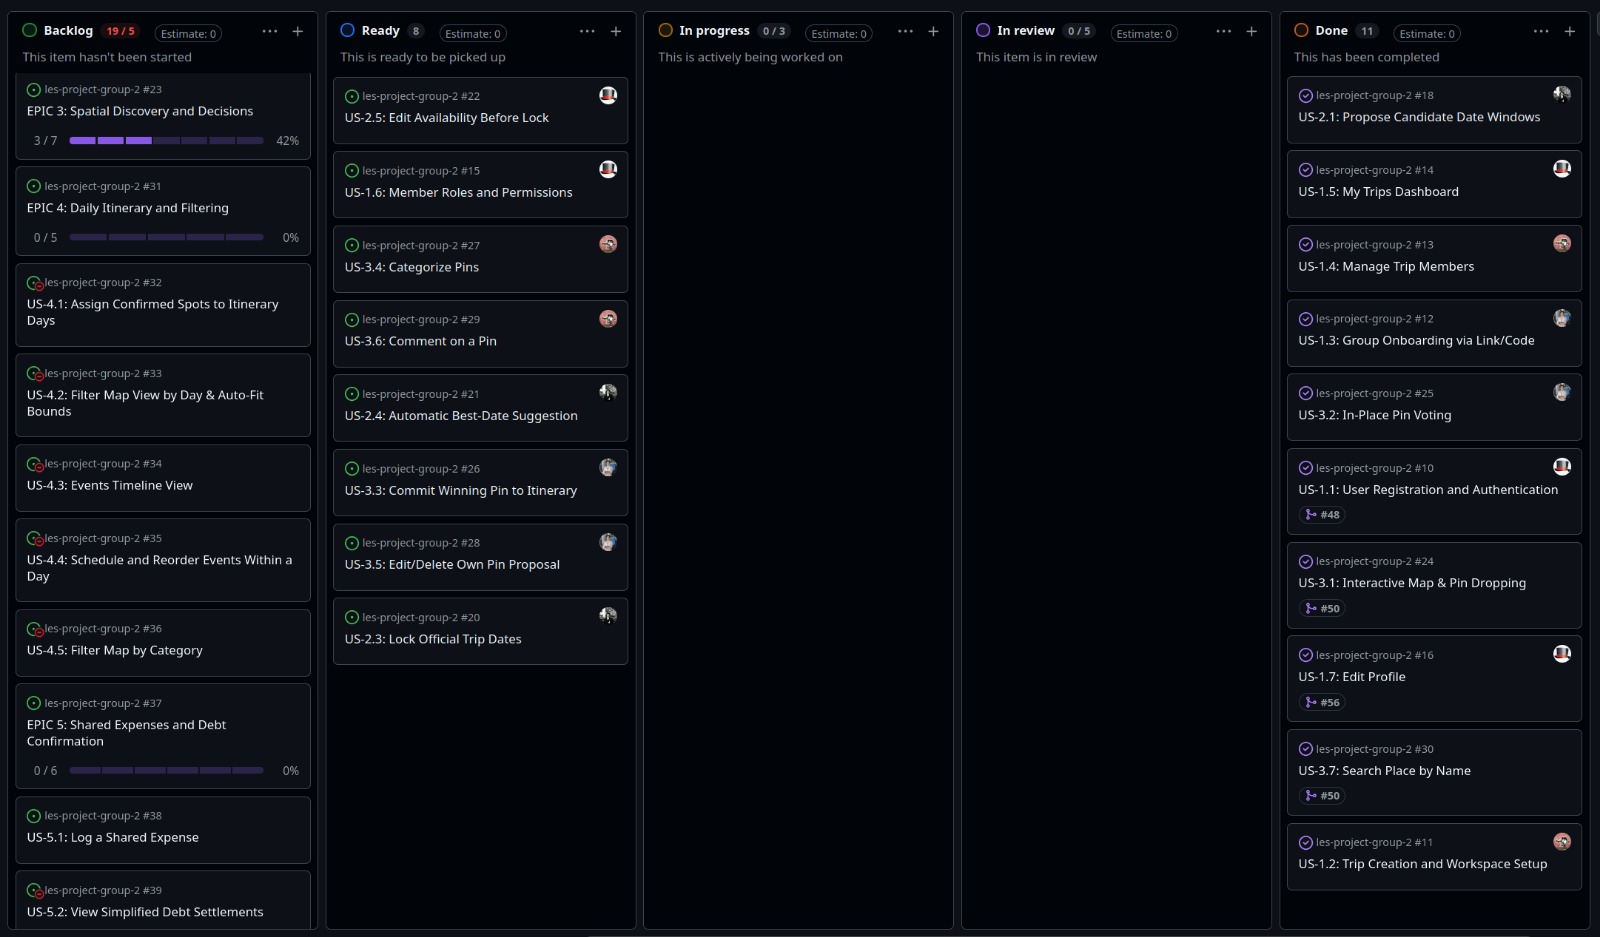 Backlog 19 / 5 Estimate: 0
This item hasn't been started
les-project-group-2 #23
EPIC 3: Spatial Discovery and Decisions
3 / 7 42%
les-project-group-2 #31
EPIC 4: Daily Itinerary and Filtering
0 / 5 0%
les-project-group-2 #32
US-4.1: Assign Confirmed Spots to Itinerary
Days
les-project-group-2 #33
US-4.2: Filter Map View by Day & Auto-Fit
Bounds
les-project-group-2 #34
US-4.3: Events Timeline View
les-project-group-2 #35
US-4.4: Schedule and Reorder Events Within a
Day
les-project-group-2 #36
US-4.5: Filter Map by Category
les-project-group-2 #37
EPIC 5: Shared Expenses and Debt
Confirmation
0 / 6 0%
les-project-group-2 #38
US-5.1: Log a Shared Expense
les-project-group-2 #39
US-5.2: View Simplified Debt Settlements
Ready 8 Estimate: 0
This is ready to be picked up
les-project-group-2 #22
US-2.5: Edit Availability Before Lock
les-project-group-2 #15
US-1.6: Member Roles and Permissions
les-project-group-2 #27
US-3.4: Categorize Pins
les-project-group-2 #29
US-3.6: Comment on a Pin
les-project-group-2 #21
US-2.4: Automatic Best-Date Suggestion
les-project-group-2 #26
US-3.3: Commit Winning Pin to Itinerary
les-project-group-2 #28
US-3.5: Edit/Delete Own Pin Proposal
les-project-group-2 #20
US-2.3: Lock Official Trip Dates
In progress 0 / 3 Estimate: 0
This is actively being worked on
In review 0 / 5 Estimate: 0
This item is in review
Done 11 Estimate: 0
This has been completed
les-project-group-2 #18
US-2.1: Propose Candidate Date Windows
les-project-group-2 #14
US-1.5: My Trips Dashboard
les-project-group-2 #13
US-1.4: Manage Trip Members
les-project-group-2 #12
US-1.3: Group Onboarding via Link/Code
les-project-group-2 #25
US-3.2: In-Place Pin Voting
les-project-group-2 #10
US-1.1: User Registration and Authentication
#48
les-project-group-2 #24
US-3.1: Interactive Map & Pin Dropping
#50
les-project-group-2 #16
US-1.7: Edit Profile
#56
les-project-group-2 #30
US-3.7: Search Place by Name
#50
les-project-group-2 #11
US-1.2: Trip Creation and Workspace Setup